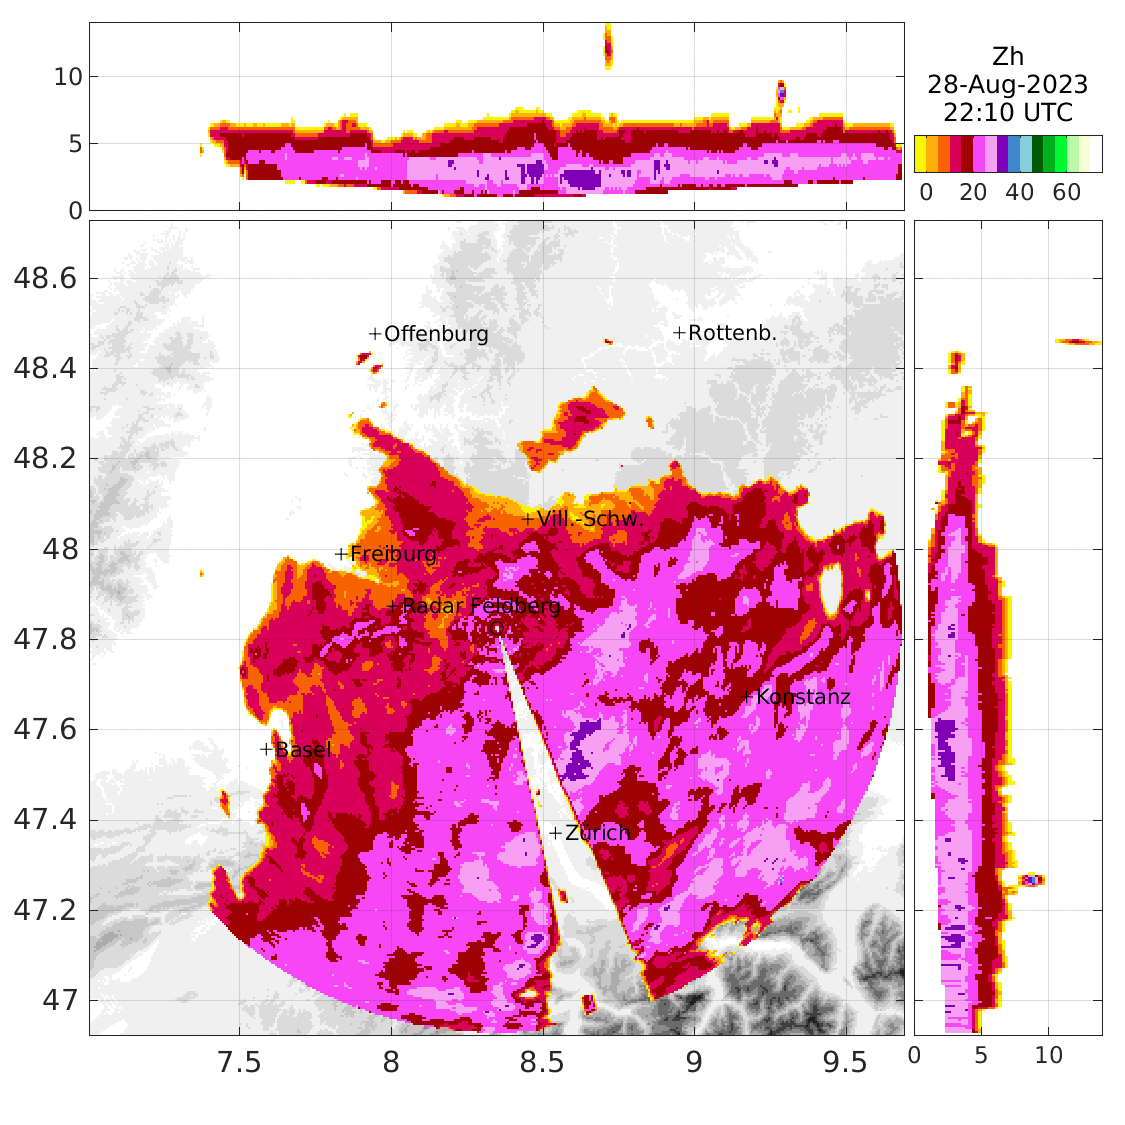 10
5
0
Zh
28-Aug-2023
22:10 UTC
0 20 40 60
48.6
48.4
48.2
48
47.8
47.6
47.4
47.2
47
Offenburg
Rottenb.
Vill.-Schw.
Freiburg
Radar Feldberg
Konstanz
Basel
Zürich
7.5 8 8.5 9 9.5
0 5 10